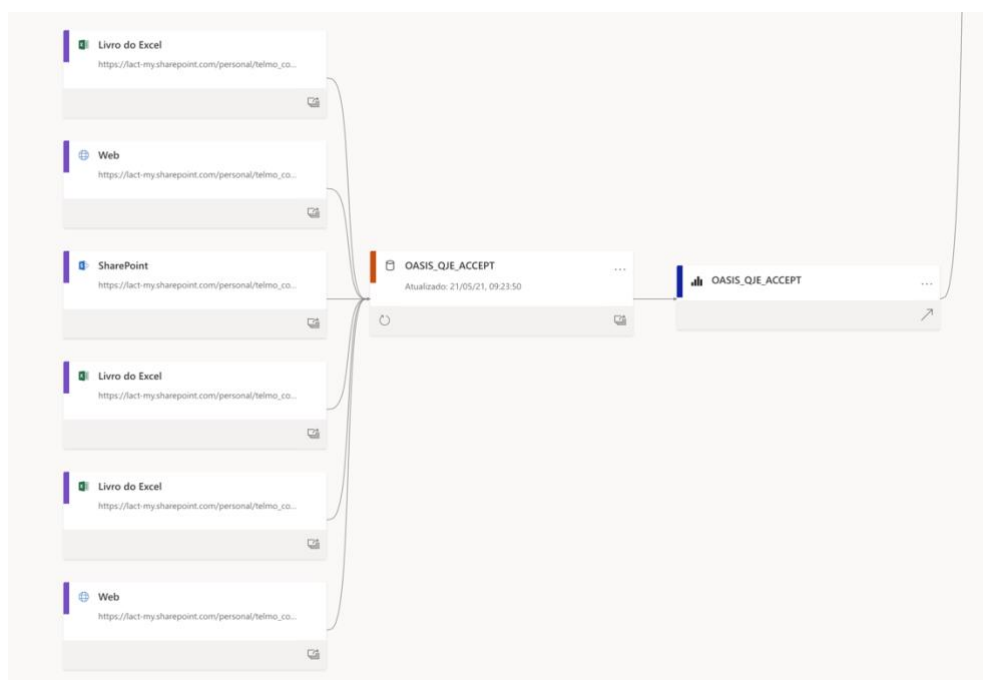 Livro do Excel
https://lact-my.sharepoint.com/personal/telmo_co...
Web
https://lact-my.sharepoint.com/personal/telmo_co...
SharePoint
https://lact-my.sharepoint.com/personal/telmo_co...
Livro do Excel
https://lact-my.sharepoint.com/personal/telmo_co...
Livro do Excel
https://lact-my.sharepoint.com/personal/telmo_co...
Web
https://lact-my.sharepoint.com/personal/telmo_co...
OASIS_QJE_ACCEPT
Atualizado: 21/05/21, 09:23:50
OASIS_QJE_ACCEPT